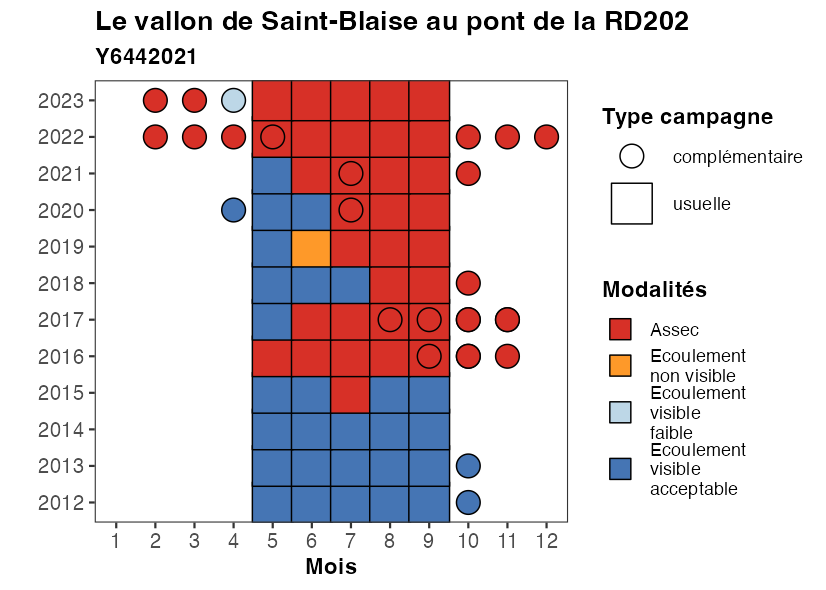 Le vallon de Saint-Blaise au pont de la RD202
Y6442021
2023
2022
2021
2020
2019
2018
2017
2016
2015
2014
2013
2012
1 2 3 4 5 6 7 8 9 10 11 12
Mois
Type campagne
complémentaire
usuelle
Modalités
Assec
Ecoulement
non visible
Ecoulement
visible
faible
Ecoulement
visible
acceptable